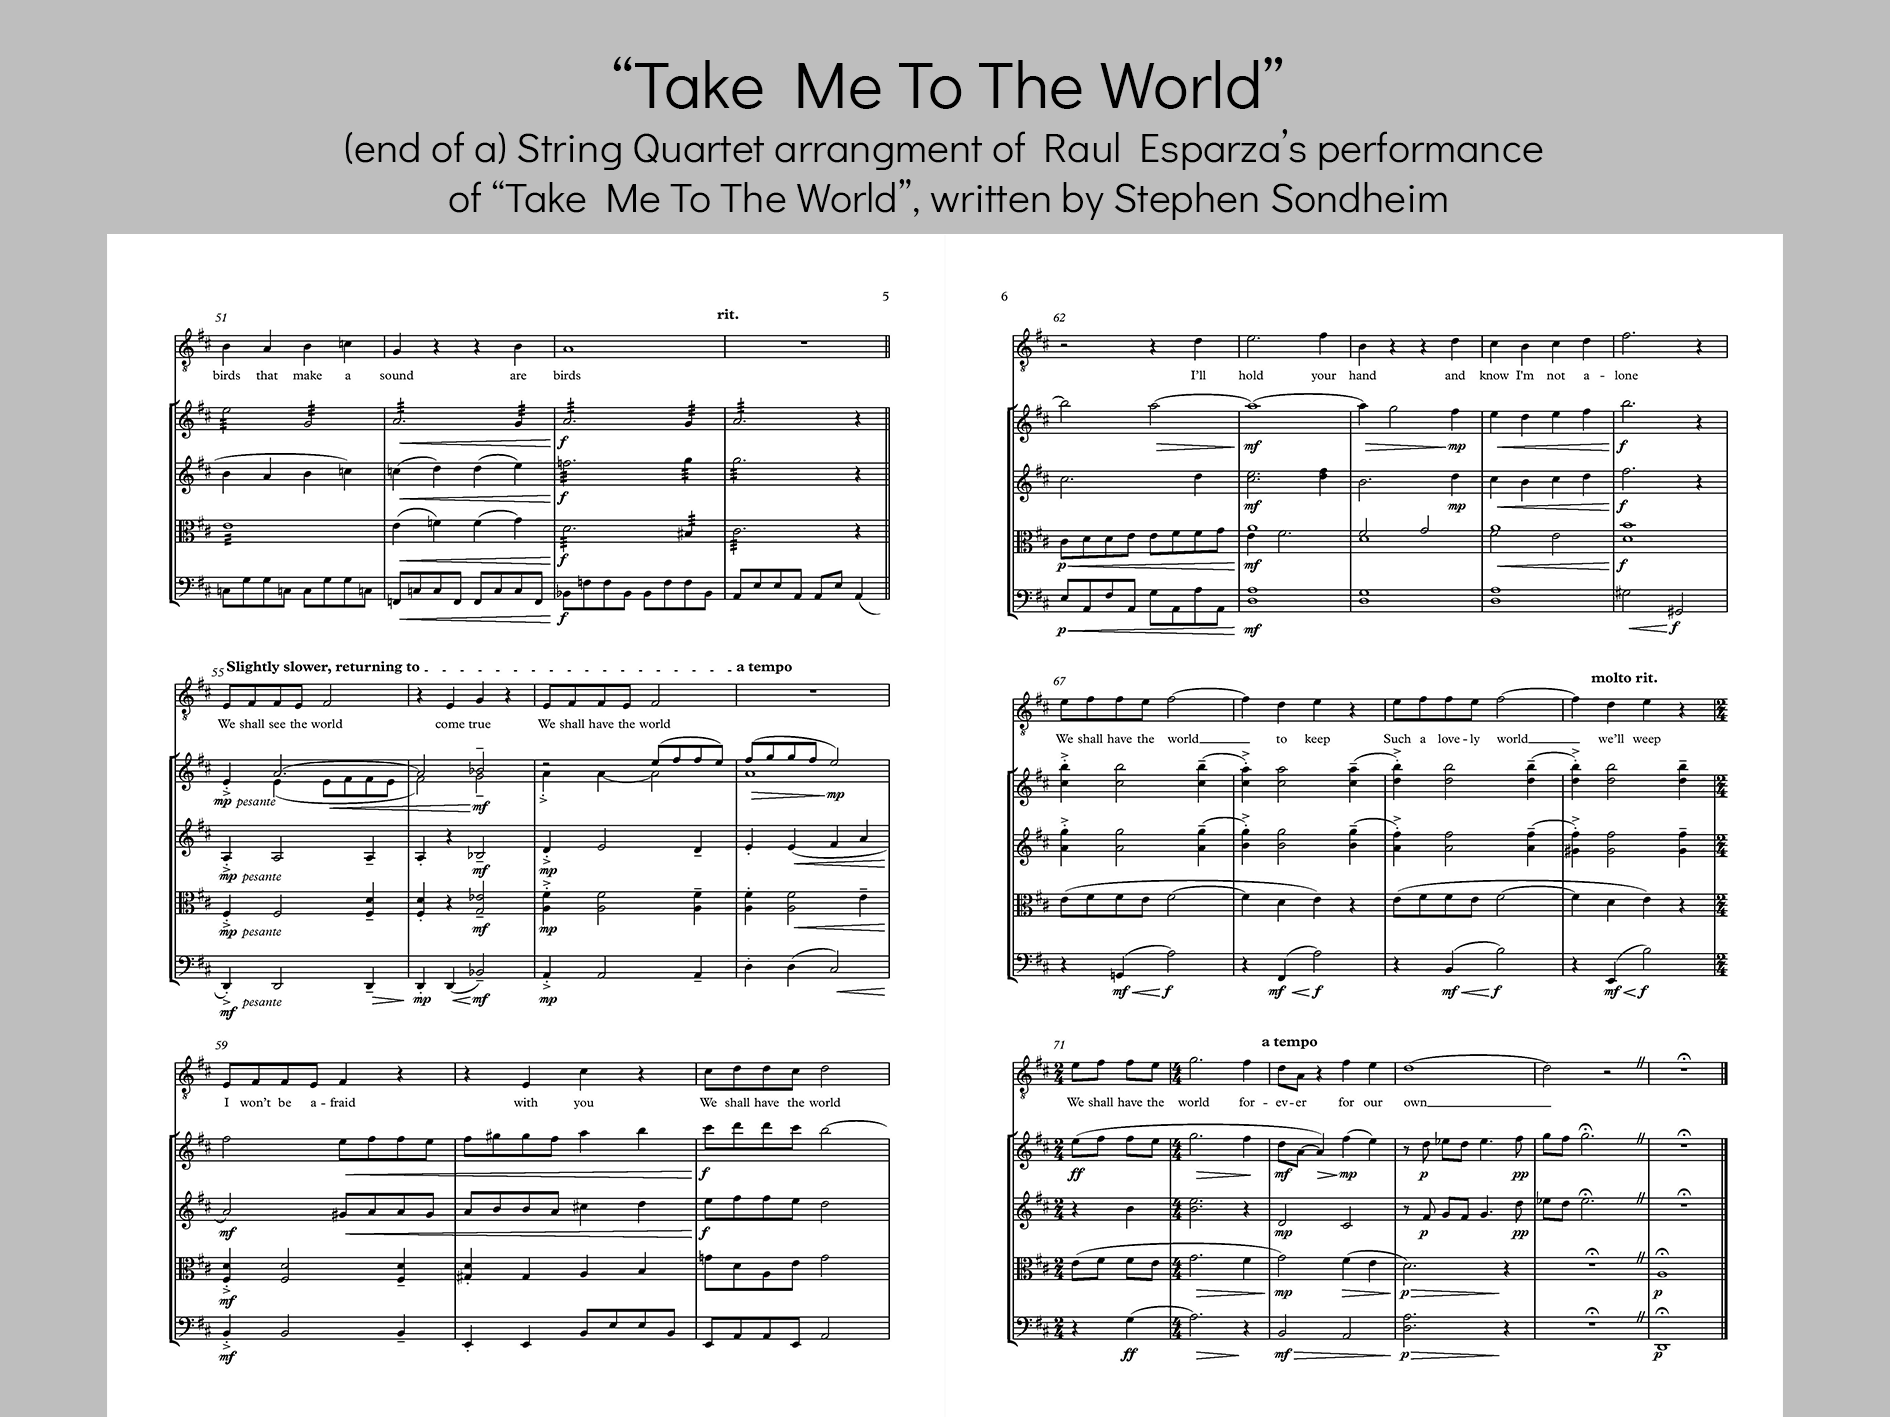 “Take Me To The World”
(end of a) String Quartet arrangment of Raul Esparza’s performance
of “Take Me To The World”, written by Stephen Sondheim
5
51
rit.
birds that make a sound are birds
f
f
f
f
55 Slightly slower, returning to - - - - - - - - - - - - - - - a tempo
We shall see the world come true We shall have the world
mp pesante mf mp
mp pesante mf mp
mp pesante mf mp
mf pesante mp mf mp
59
I won't be a - fraid with you We shall have the world
f
mf f
mf
mf
6
62
I'll hold your hand and know I'm not a - lone
mf mp f
mf mp f
p mf f
p mf f
67
molto rit.
We shall have the world____ to keep Such a love - ly world____ we'll weep
mf f mf f mf f mf f
71
a tempo
We shall have the world for - ev - er for our own____
ff mf mp p pp
mp p pp
mp p p
ff mf p p